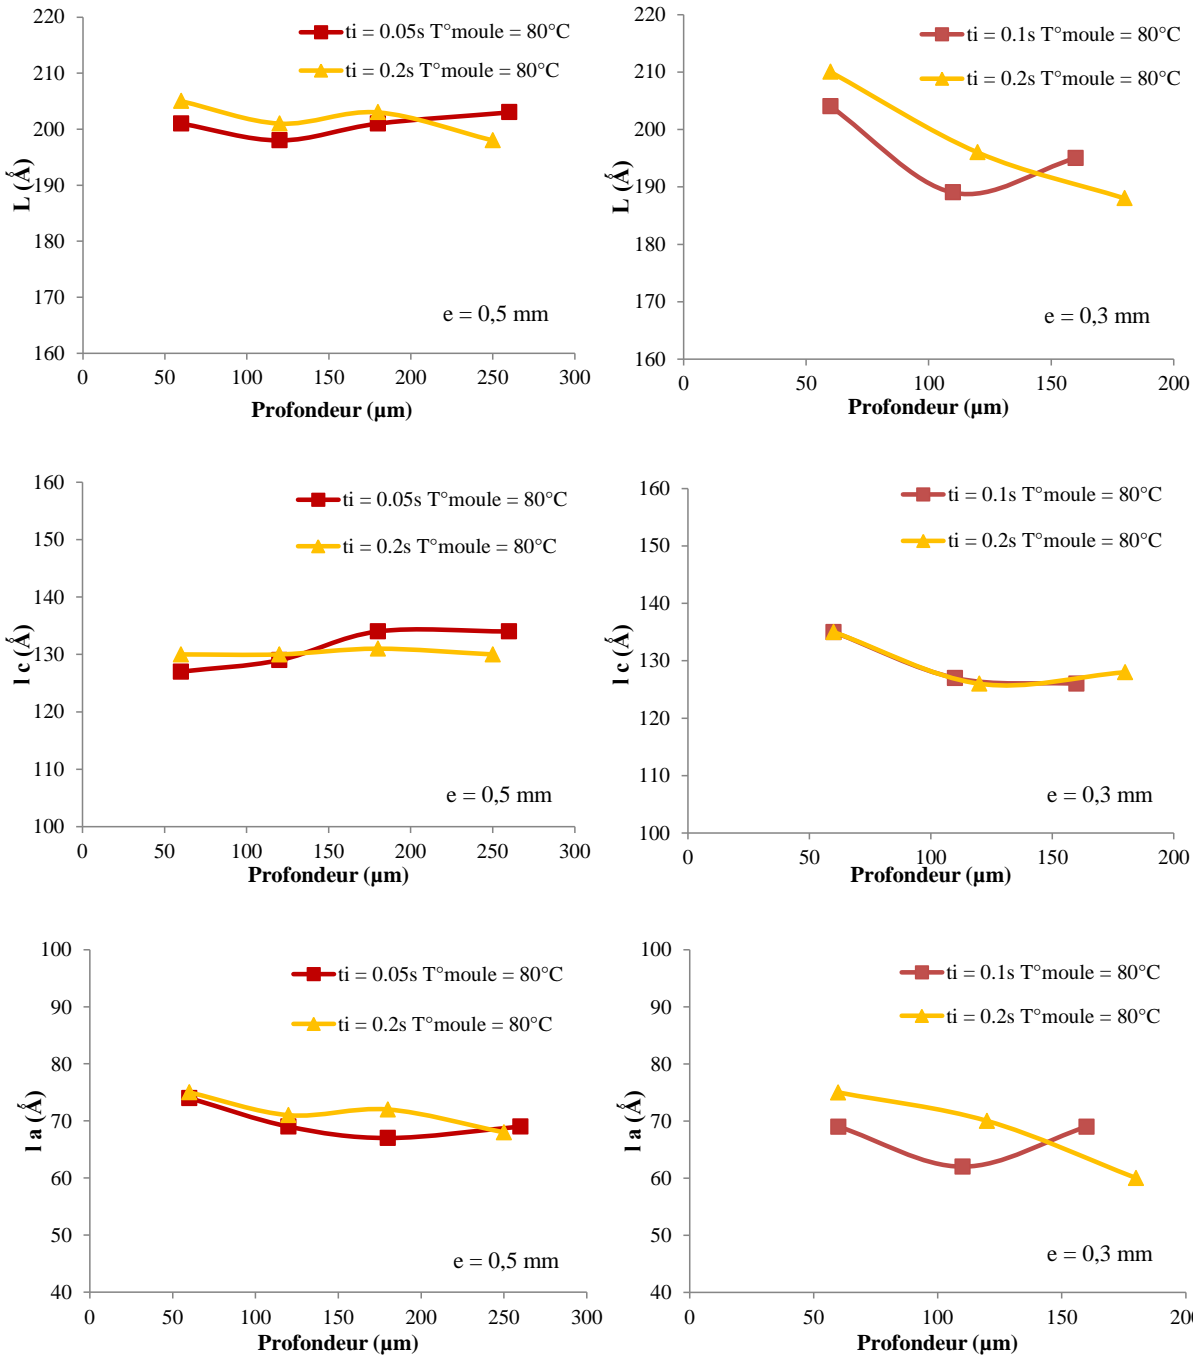 220
210
200
190
180
170
160
0 50 100 150 200 250 300
L (Å)
Profondeur (µm)
ti = 0.05s T°moule = 80°C
ti = 0.2s T°moule = 80°C
e = 0,5 mm
220
210
200
190
180
170
160
0 50 100 150 200
L (Å)
Profondeur (µm)
ti = 0.1s T°moule = 80°C
ti = 0.2s T°moule = 80°C
e = 0,3 mm
160
150
140
130
120
110
100
0 50 100 150 200 250 300
l c (Å)
Profondeur (µm)
ti = 0.05s T°moule = 80°C
ti = 0.2s T°moule = 80°C
e = 0,5 mm
160
150
140
130
120
110
100
0 50 100 150 200
l c (Å)
Profondeur (µm)
ti = 0.1s T°moule = 80°C
ti = 0.2s T°moule = 80°C
e = 0,3 mm
100
90
80
70
60
50
40
0 50 100 150 200 250 300
l a (Å)
Profondeur (µm)
ti = 0.05s T°moule = 80°C
ti = 0.2s T°moule = 80°C
e = 0,5 mm
100
90
80
70
60
50
40
0 50 100 150 200
l a (Å)
Profondeur (µm)
ti = 0.1s T°moule = 80°C
ti = 0.2s T°moule = 80°C
e = 0,3 mm